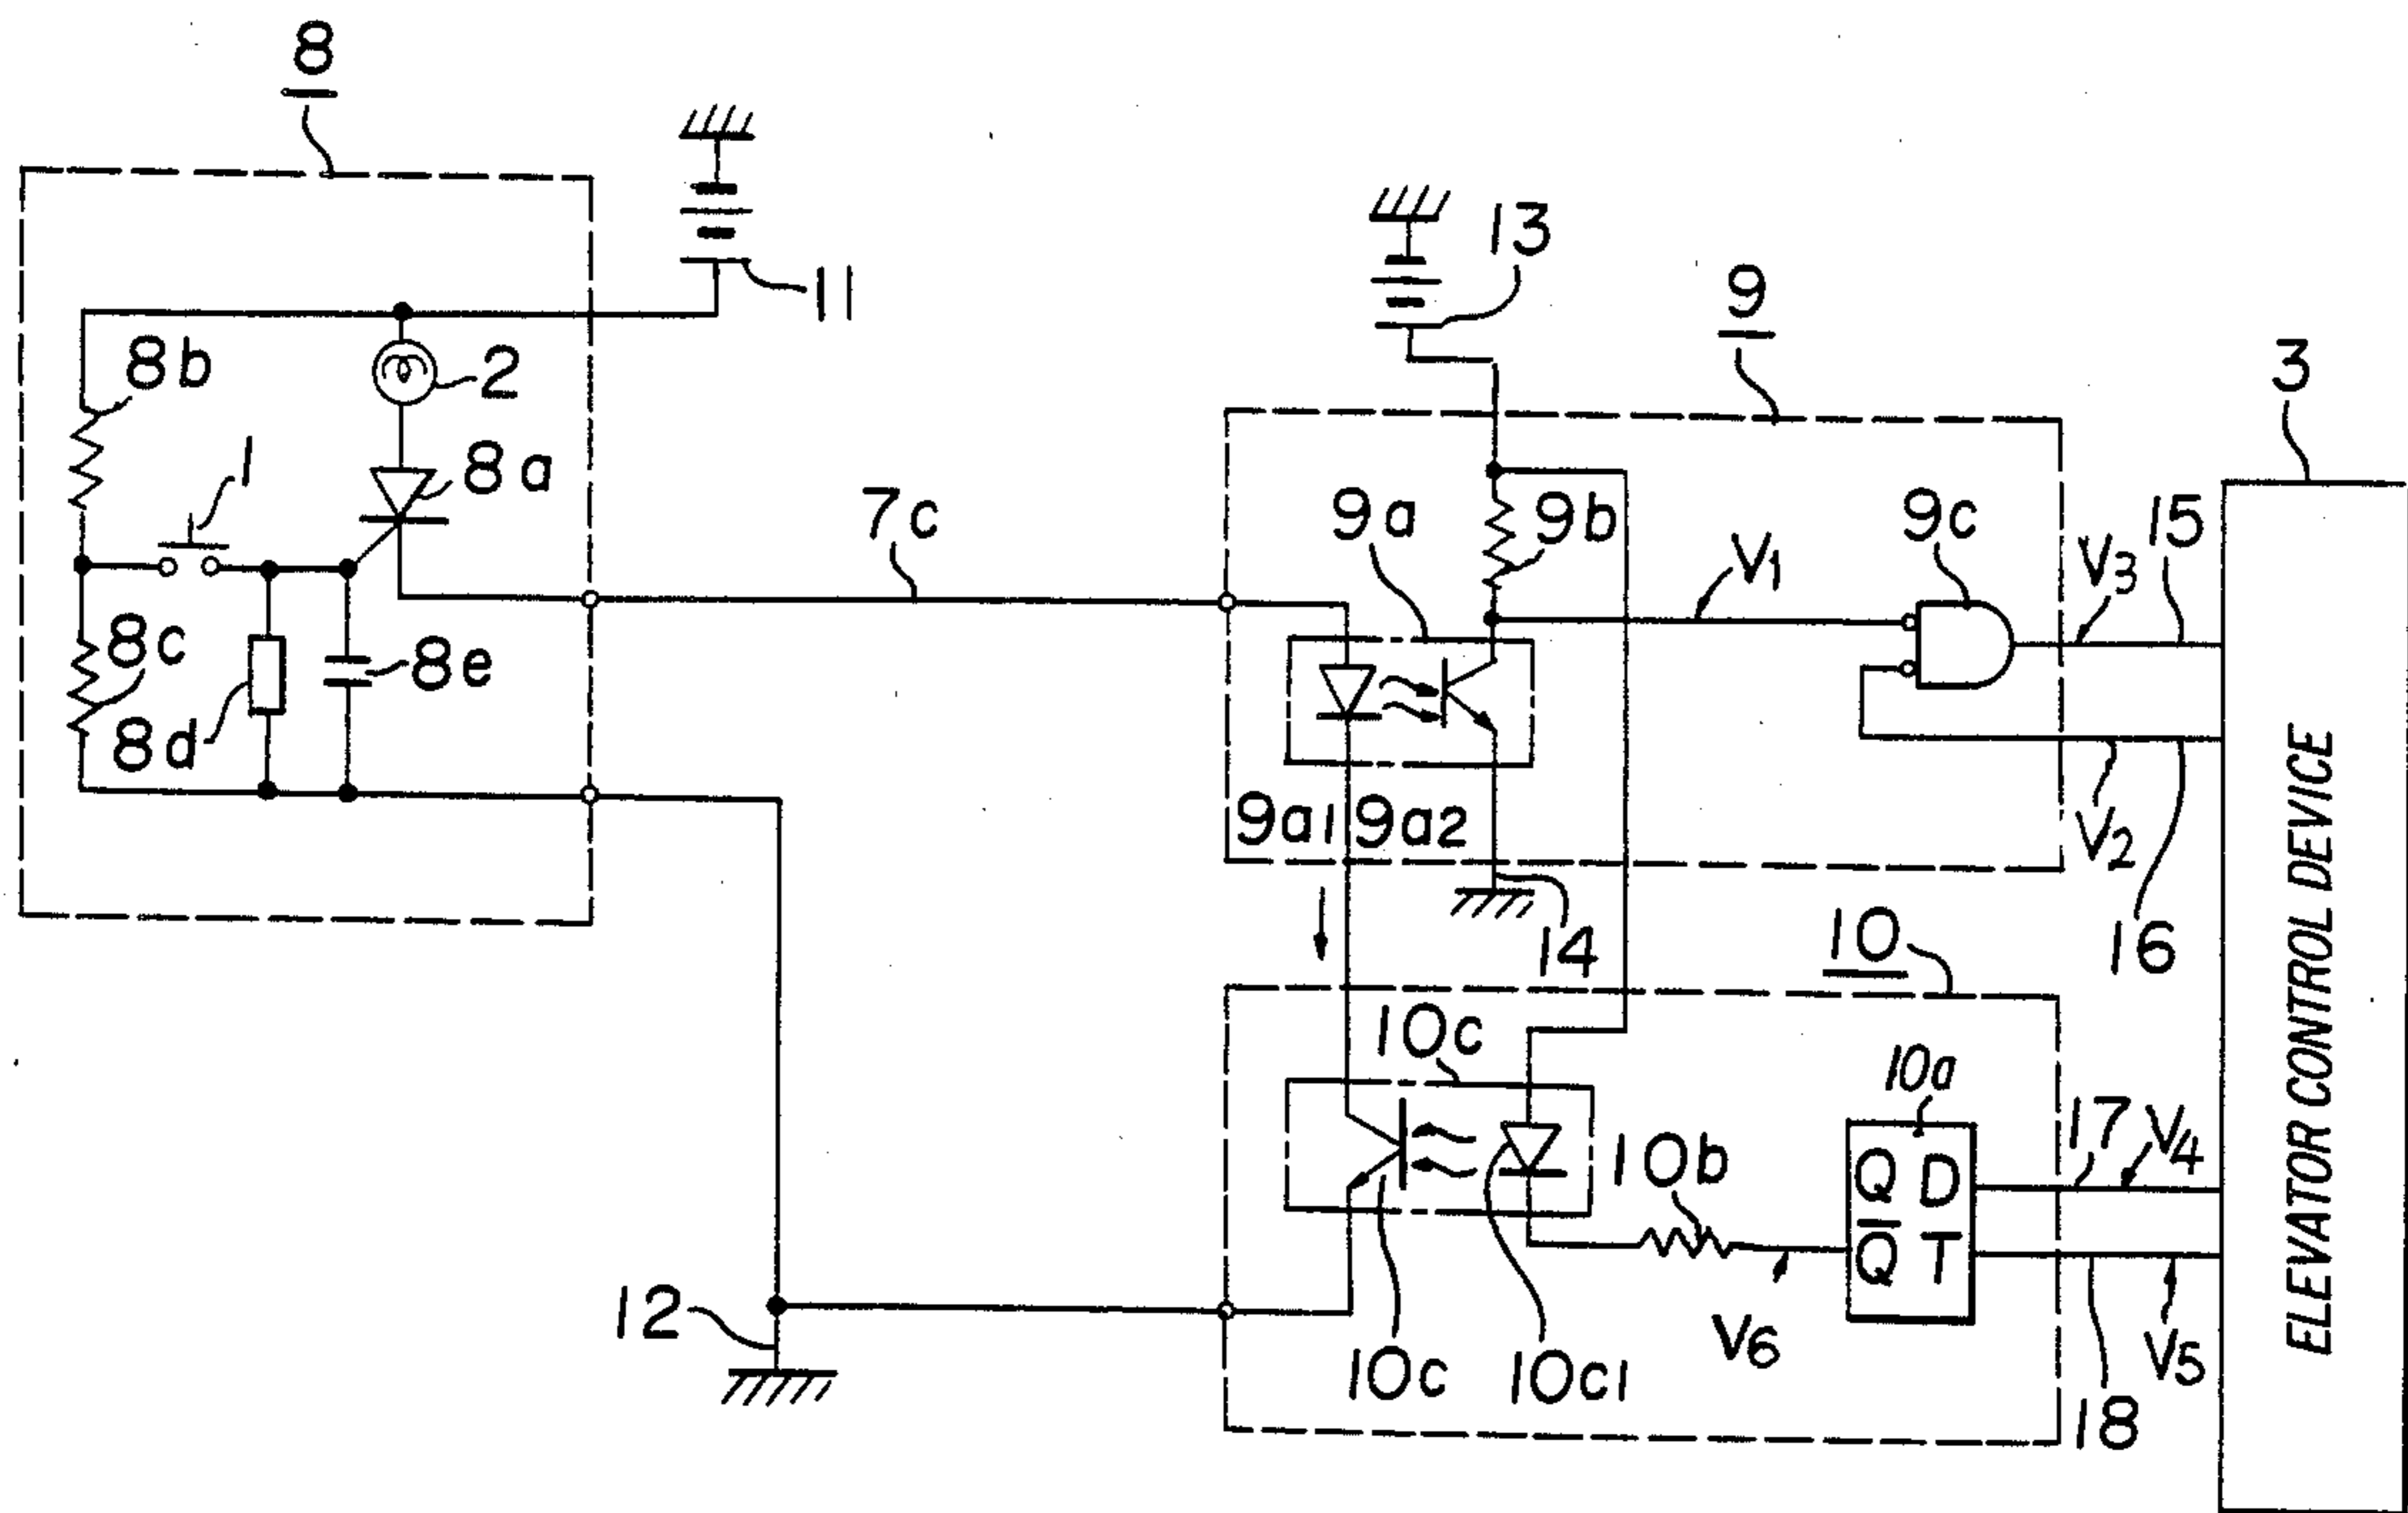 8
11
13
9
3
8b
2
1
8a
7c
9a
9b
V1
9c
V3
15
8c
8e
8d
9a1
9a2
V2
14
16
10
10c
10a
17
V4
10b
Q D
Q̅ T
12
10c
10c1
V6
V5
18
ELEVATOR CONTROL DEVICE